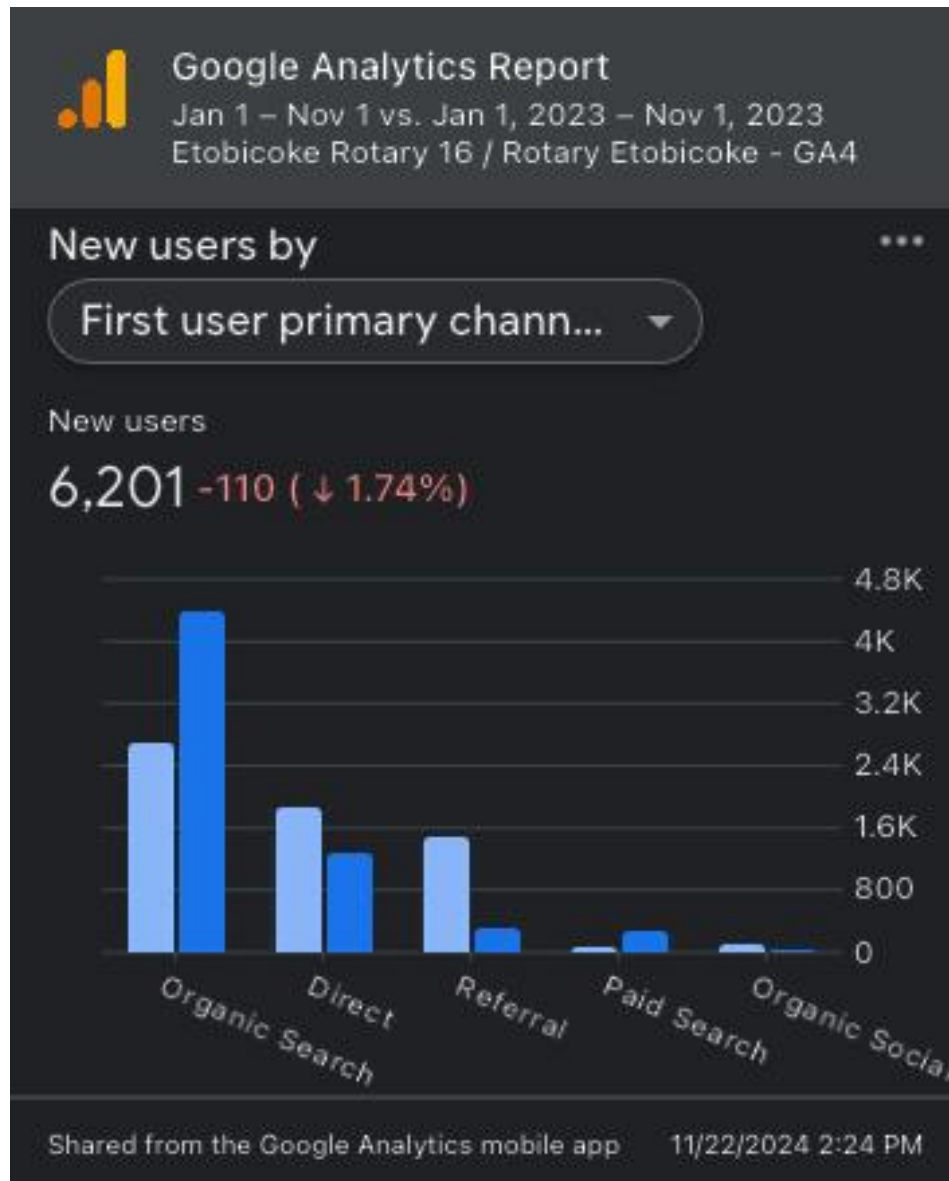 Google Analytics Report
Jan 1 – Nov 1 vs. Jan 1, 2023 – Nov 1, 2023
Etobicoke Rotary 16 / Rotary Etobicoke - GA4
New users by
First user primary chann...
New users
6,201 -110 (↓ 1.74%)
4.8K
4K
3.2K
2.4K
1.6K
800
0
Organic Search
Direct
Referral
Paid Search
Organic Social
Shared from the Google Analytics mobile app 11/22/2024 2:24 PM